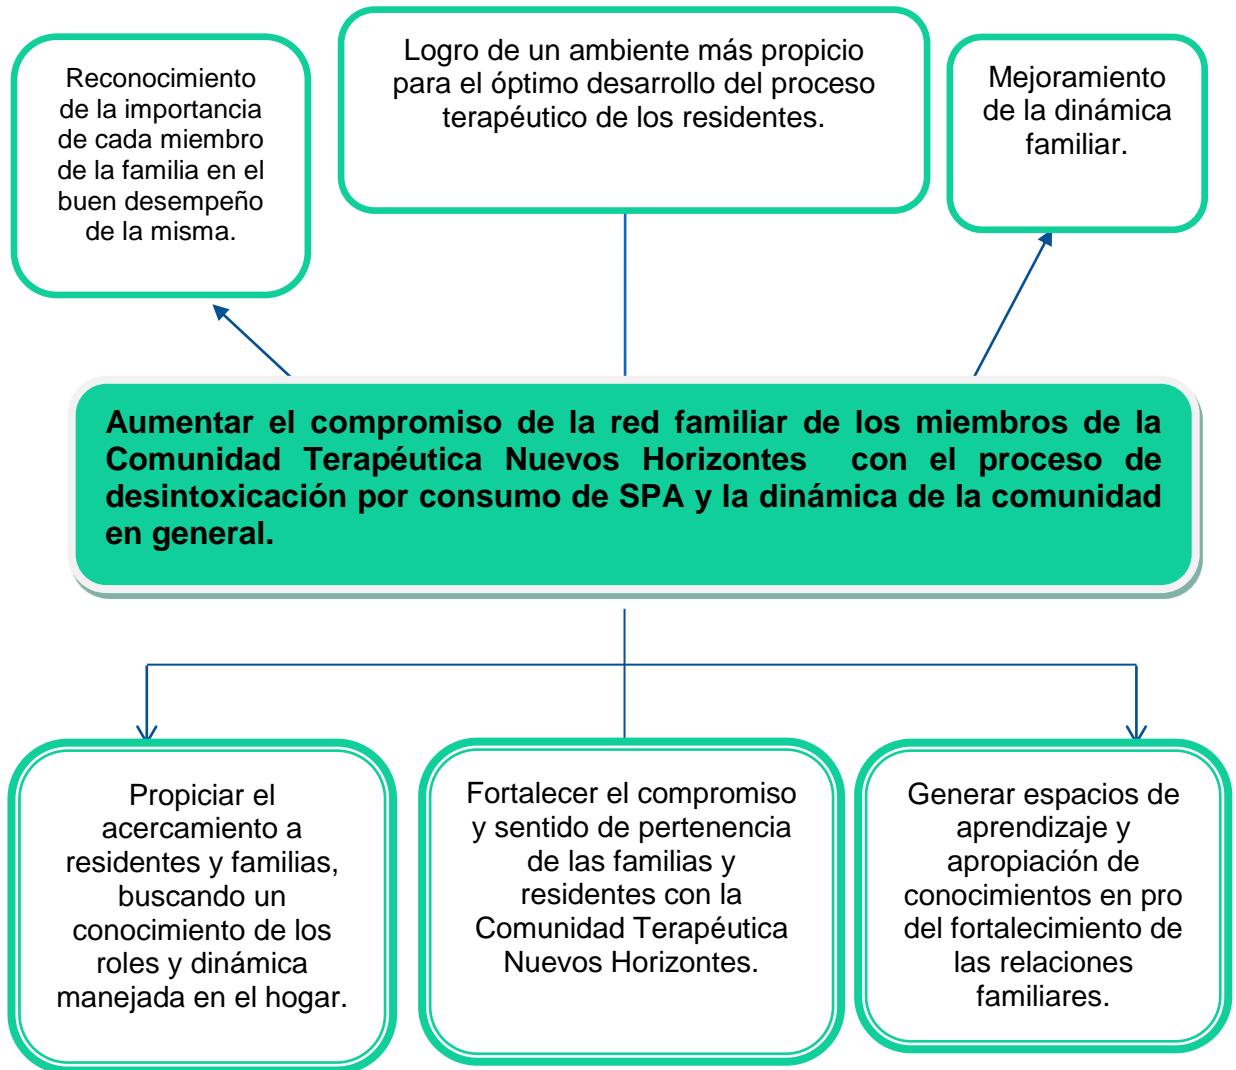 Reconocimiento
de la importancia
de cada miembro
de la familia en el
buen desempeño
de la misma.
Logro de un ambiente más propicio
para el óptimo desarrollo del proceso
terapéutico de los residentes.
Mejoramiento
de la dinámica
familiar.
Aumentar el compromiso de la red familiar de los miembros de la
Comunidad Terapéutica Nuevos Horizontes con el proceso de
desintoxicación por consumo de SPA y la dinámica de la comunidad
en general.
Propiciar el
acercamiento a
residentes y familias,
buscando un
conocimiento de los
roles y dinámica
manejada en el hogar.
Fortalecer el compromiso
y sentido de pertenencia
de las familias y
residentes con la
Comunidad Terapéutica
Nuevos Horizontes.
Generar espacios de
aprendizaje y
apropiación de
conocimientos en pro
del fortalecimiento de
las relaciones
familiares.